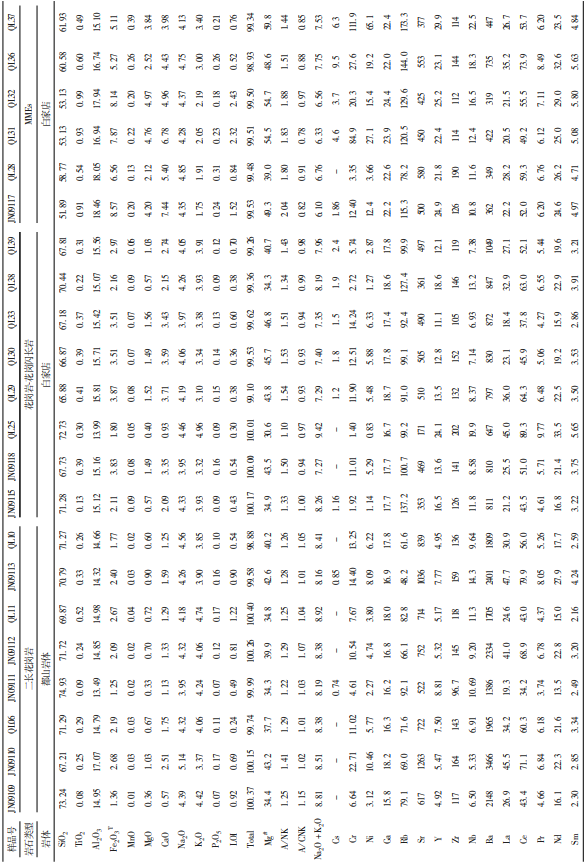 样品号 JN09109 JN09110 QL06 JN09111 JN09112 QL11 JN09113 QL10 JN09115 JN09118 QL25 QL29 Q130 Q133 Q138 Q139 JN09117 QL28 Q131 Q132 Q136 QL37
岩石类型 二长花岗岩 花岗岩-花岗闪长岩 MMEs
岩体 都山岩体 白家店 白家店
SiO₂ 73.24 67.21 71.29 74.93 71.72 69.87 70.79 71.27 71.28 67.73 72.73 65.88 66.87 67.18 70.44 67.81 51.89 58.77 53.13 53.13 60.58 61.93
TiO₂ 0.08 0.25 0.29 0.09 0.24 0.52 0.33 0.26 0.13 0.39 0.30 0.41 0.39 0.37 0.22 0.31 0.91 0.54 0.93 0.99 0.60 0.49
Al₂O₃ 14.95 17.07 14.79 13.49 14.85 14.98 14.32 14.66 15.12 15.16 13.99 15.81 15.71 15.42 15.07 15.56 18.46 18.05 16.94 17.94 16.74 15.10
Fe₂O₃ᵀ 1.36 2.68 2.19 1.25 2.09 2.67 2.40 1.77 2.11 3.83 1.80 3.87 3.51 3.51 2.16 2.97 8.57 6.56 7.87 8.14 5.27 5.11
MnO 0.01 0.03 0.03 0.02 0.02 0.04 0.03 0.02 0.09 0.08 0.05 0.08 0.07 0.07 0.09 0.06 0.20 0.13 0.22 0.20 0.26 0.39
MgO 0.36 1.03 0.67 0.33 0.70 0.72 0.90 0.60 0.57 1.49 0.40 1.52 1.49 1.56 0.57 1.03 4.20 2.12 4.76 4.97 2.52 3.84
CaO 0.57 2.51 1.75 1.13 1.33 1.29 1.59 1.25 2.09 3.35 0.93 3.71 3.59 3.43 2.15 2.74 7.44 5.40 6.78 4.96 4.43 3.98
Na₂O 4.39 5.14 4.32 3.95 4.32 4.18 4.26 4.56 4.33 3.95 4.46 4.19 4.06 3.97 4.26 4.05 4.35 4.85 4.28 4.37 4.75 4.13
K₂O 4.42 3.37 4.06 4.24 4.06 4.74 3.90 3.85 3.93 3.32 4.96 3.10 3.34 3.38 3.93 3.91 1.75 1.91 2.05 2.19 3.00 3.40
P₂O₅ 0.07 0.17 0.11 0.07 0.12 0.17 0.16 0.10 0.09 0.16 0.09 0.15 0.14 0.13 0.09 0.12 0.24 0.31 0.23 0.18 0.26 0.21
LOI 0.92 0.69 0.24 0.49 0.81 1.22 0.90 0.54 0.43 0.54 0.30 0.38 0.36 0.60 0.38 0.70 1.52 0.84 2.32 2.43 0.52 0.76
Total 100.37 100.15 99.74 99.99 100.26 100.40 99.58 98.88 100.17 100.00 100.01 99.10 99.53 99.62 99.36 99.26 99.53 99.48 99.51 99.50 98.93 99.34
Mg# 34.4 43.2 37.7 34.3 39.9 34.8 42.6 40.2 34.9 43.5 30.6 43.8 45.7 46.8 34.3 40.7 49.3 39.0 54.5 54.7 48.6 59.8
A/NK 1.25 1.41 1.29 1.22 1.29 1.25 1.28 1.26 1.33 1.50 1.10 1.54 1.53 1.51 1.34 1.43 2.04 1.80 1.83 1.88 1.51 1.44
A/CNK 1.15 1.02 1.01 1.03 1.07 1.04 1.01 1.05 1.00 0.94 0.97 0.93 0.93 0.94 0.99 0.98 0.82 0.91 0.78 0.97 0.88 0.85
Na₂O+K₂O 8.81 8.51 8.38 8.19 8.38 8.92 8.16 8.41 8.26 7.27 9.42 7.29 7.40 7.35 8.19 7.96 6.10 6.76 6.33 6.56 7.75 7.53
Cs – – – 0.74 – – 0.85 – 1.16 – – 1.2 1.8 1.5 1.9 2.4 1.86 – 4.6 3.7 9.5 6.3
Cr 6.64 22.71 11.02 4.61 10.54 7.67 14.40 13.25 1.92 11.01 1.40 11.90 12.51 14.24 2.72 5.74 12.40 3.35 84.9 20.3 27.6 111.9
Ni 3.12 10.46 5.77 2.27 4.74 3.80 8.09 6.22 1.14 5.29 0.83 5.48 5.88 6.33 1.27 2.87 12.4 3.66 27.1 15.4 19.2 65.1
Ga 15.8 18.2 16.3 16.2 16.8 18.0 16.9 17.8 17.7 17.7 16.7 18.7 17.8 17.4 18.6 17.8 22.2 22.6 23.9 24.4 22.0 22.4
Rb 79.1 69.0 71.6 92.1 66.1 82.8 48.2 61.6 137.2 100.7 99.2 91.0 99.1 92.4 127.4 99.9 115.3 78.2 120.5 129.6 144.0 173.3
Sr 617 1263 722 522 752 714 1036 839 353 469 171 510 505 490 361 497 500 580 450 425 553 377
Y 4.92 5.47 7.50 8.81 5.32 5.17 7.77 4.95 16.5 13.6 24.1 13.5 12.8 11.1 18.6 12.1 24.9 21.8 22.4 25.2 23.1 29.9
Zr 117 164 143 96.7 145 118 159 136 126 141 202 132 152 105 146 119 126 190 114 112 144 114
Nb 6.50 5.33 6.91 10.69 9.20 11.3 14.3 9.64 11.8 8.58 19.9 8.37 7.14 6.93 13.2 7.38 10.8 11.6 12.4 16.5 18.3 22.5
Ba 2148 3466 1965 1386 2334 1705 2401 1809 811 810 647 797 830 872 847 1049 362 349 422 319 735 447
La 26.9 45.5 34.2 19.3 41.0 24.6 47.7 30.9 21.2 25.5 45.0 36.0 23.1 18.4 32.9 27.1 22.2 28.2 20.5 21.5 35.2 26.7
Ce 43.4 71.1 60.3 34.2 68.9 43.0 79.9 56.0 43.5 51.0 89.3 64.3 45.9 37.8 63.0 52.1 52.0 59.3 49.2 55.5 73.9 53.7
Pr 4.66 6.84 6.18 3.74 6.78 4.37 8.05 5.26 4.61 5.71 9.77 6.48 5.06 4.27 6.55 5.44 6.20 6.76 6.12 7.11 8.49 6.20
Nd 16.1 22.3 21.6 13.5 22.8 15.0 27.9 17.7 16.8 21.4 33.5 22.5 19.2 15.9 22.9 19.6 24.6 26.2 25.0 29.0 32.6 23.5
Sm 2.30 2.85 3.34 2.49 3.20 2.16 4.24 2.59 3.22 3.75 5.65 3.50 3.53 2.86 3.91 3.21 4.97 4.71 5.08 5.80 5.63 4.84